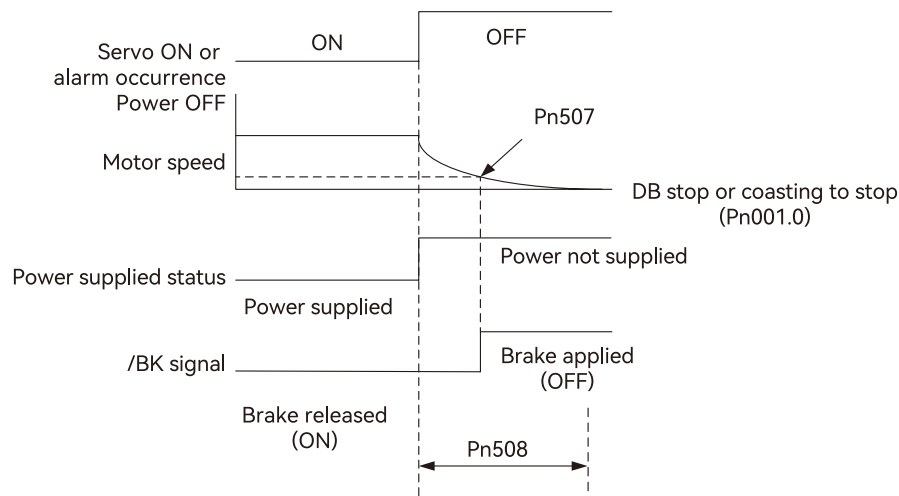 ON
OFF
Servo ON or
alarm occurrence
Power OFF
Pn507
Motor speed
DB stop or coasting to stop
(Pn001.0)
Power not supplied
Power supplied status
Power supplied
/BK signal
Brake applied
(OFF)
Brake released
(ON)
Pn508